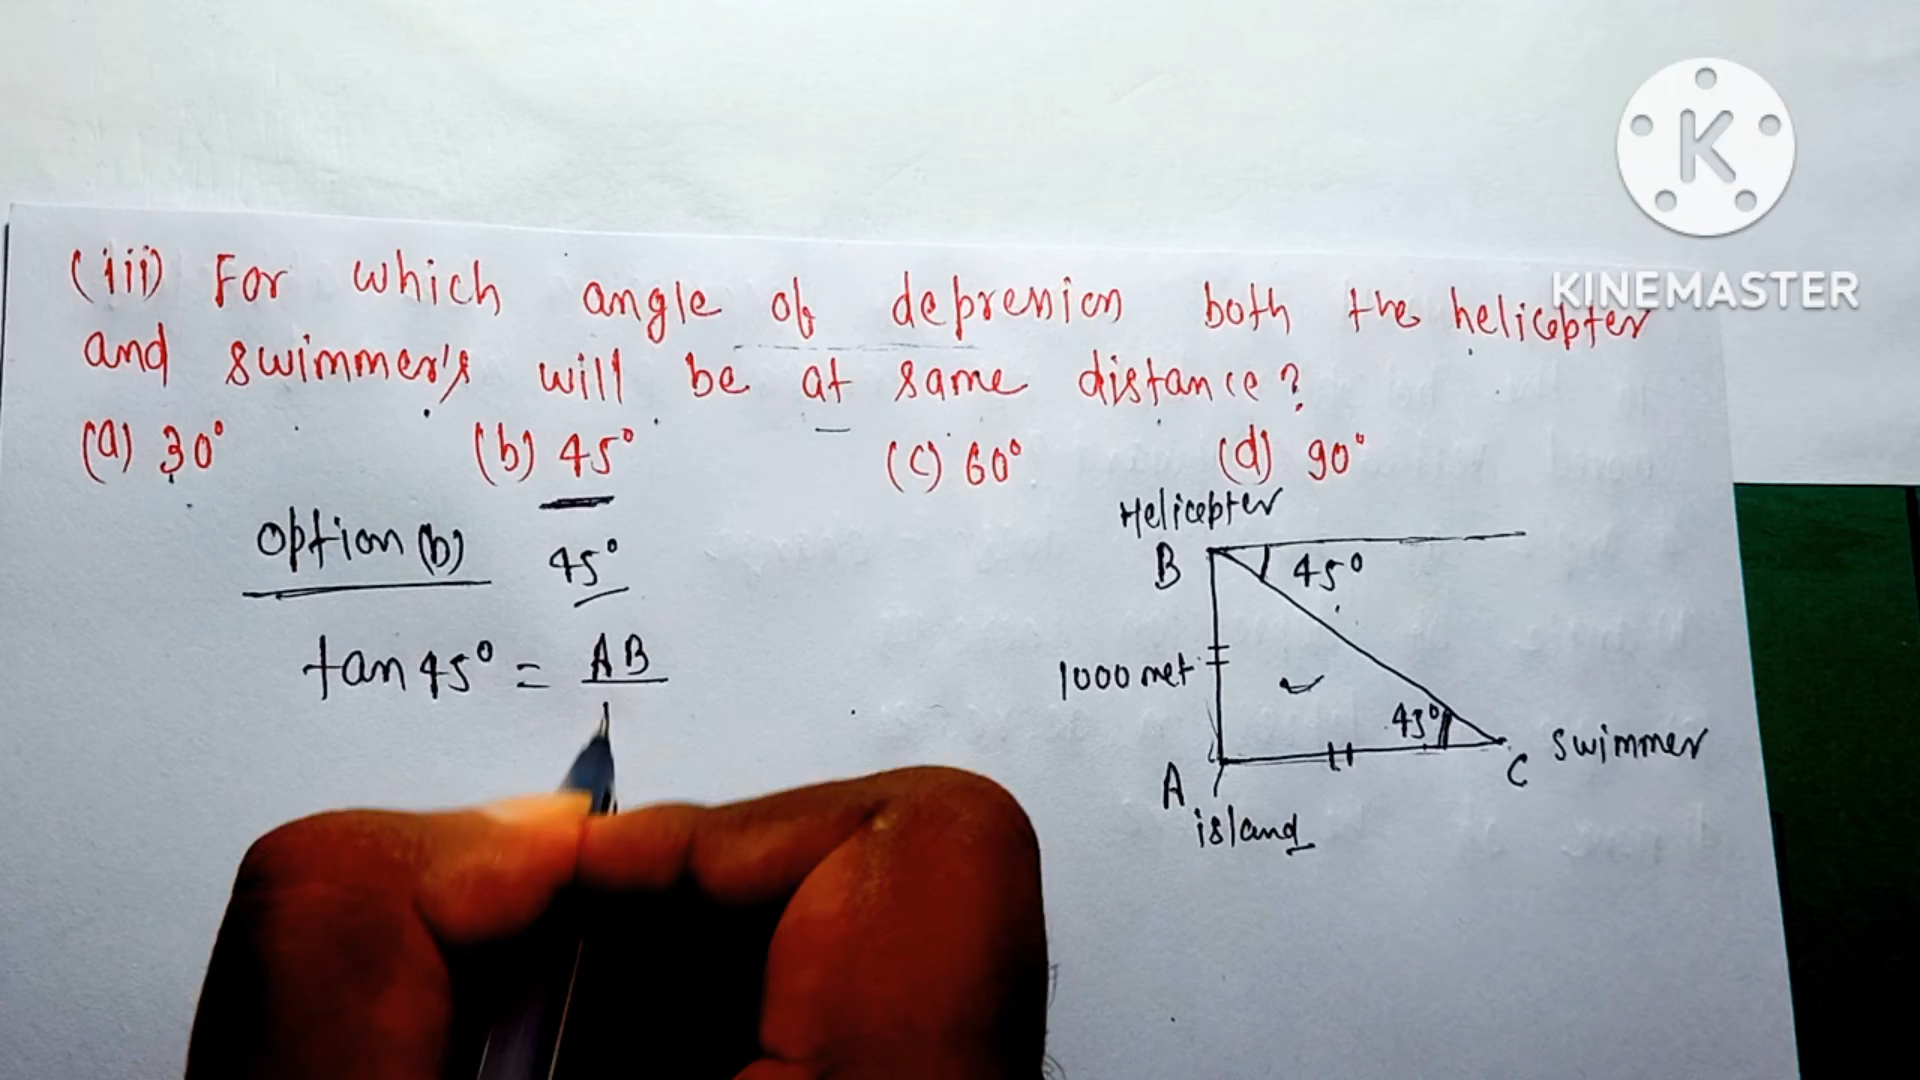 KINEMASTER
(iii) For which angle of depression both the helicopter
and swimmer's will be at same distance?
(a) 30° (b) 45° (c) 60° (d) 90°
option (b) 45°
tan 45° = AB
Helicopter
B 45°
1000 met.
45°
A C swimmer
island